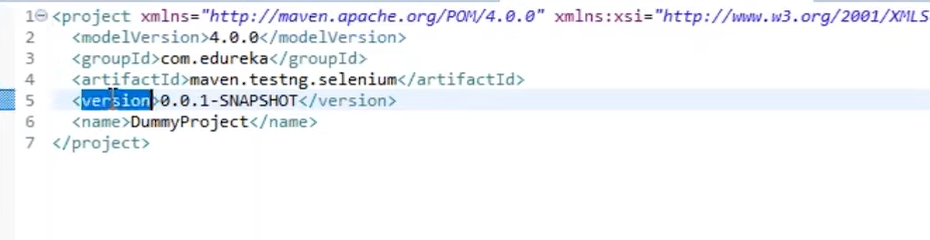 1 <project xmlns="http://maven.apache.org/POM/4.0.0" xmlns:xsi="http://www.w3.org/2001/XMLS
2 <modelVersion>4.0.0</modelVersion>
3 <groupId>com.edureka</groupId>
4 <artifactId>maven.testng.selenium</artifactId>
5 <version>0.0.1-SNAPSHOT</version>
6 <name>DummyProject</name>
7 </project>